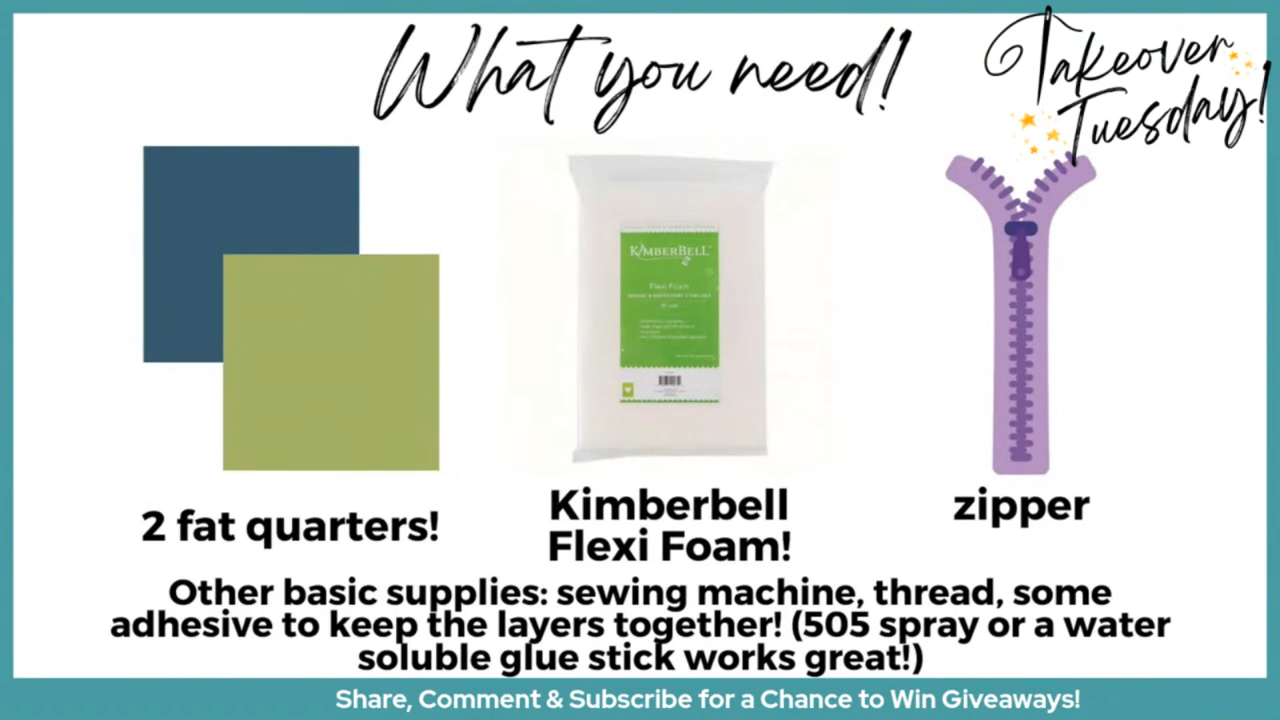 What you need!
Takeover
Tuesday!
KIMBERBELL
Flexi Foam
2 fat quarters!
Kimberbell
Flexi Foam!
zipper
Other basic supplies: sewing machine, thread, some
adhesive to keep the layers together! (505 spray or a water
soluble glue stick works great!)
Share, Comment & Subscribe for a Chance to Win Giveaways!